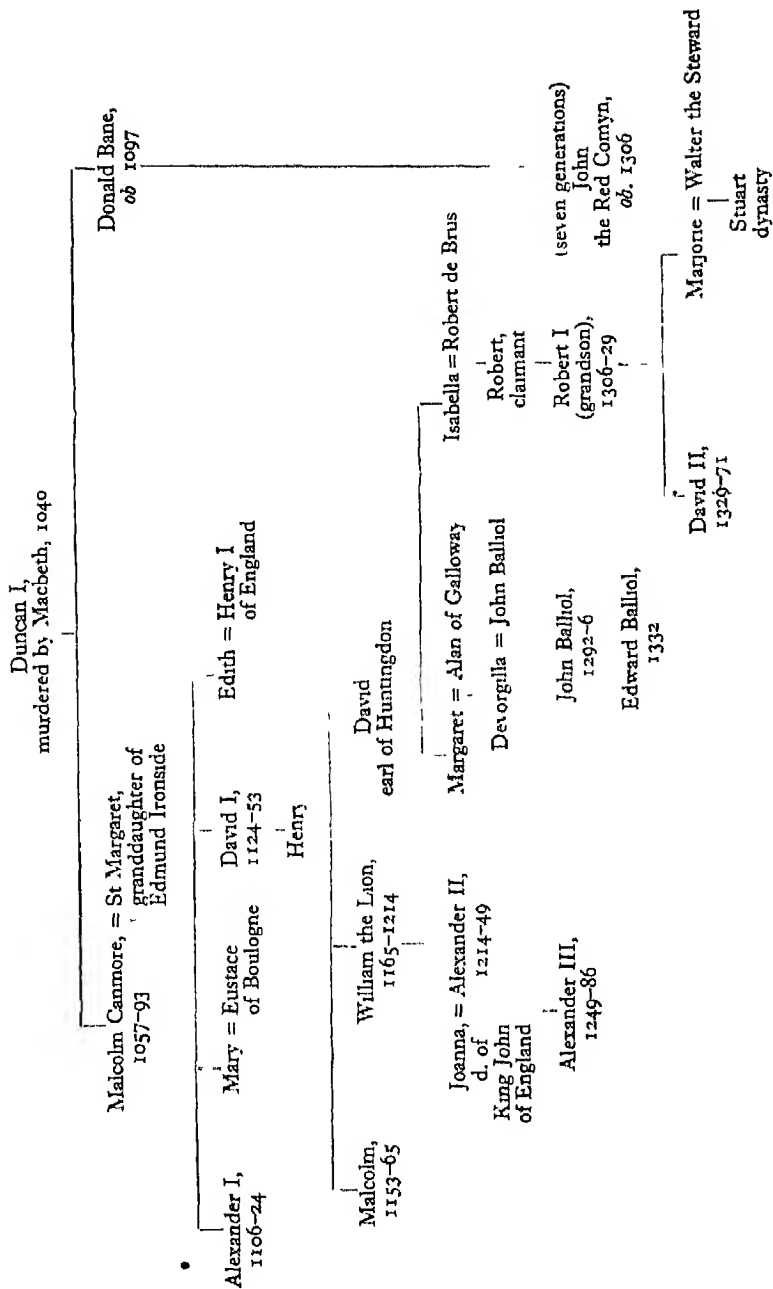 Duncan I,
murdered by Macbeth, 1040
Malcolm Canmore, = St Margaret,
1057–93
granddaughter of
Edmund Ironside
Donald Bane,
ob 1097
Alexander I,
1106–24
Mary = Eustace
of Boulogne
David I,
1124–53
Edith = Henry I
of England
Henry
Malcolm,
1153–65
William the Lion,
1165–1214
David
earl of Huntingdon
Joanna, = Alexander II,
d. of
1214–49
King John
of England
Margaret = Alan of Galloway
Isabella = Robert de Brus
Devorgilla = John Balliol
Robert,
claimant
Alexander III,
1249–86
John Balliol,
1292–6
Robert I
(grandson),
1306–29
(seven generations)
John
the Red Comyn,
ob. 1306
Edward Balliol,
1332
David II,
1329–71
Marjorie = Walter the Steward
Stuart
dynasty